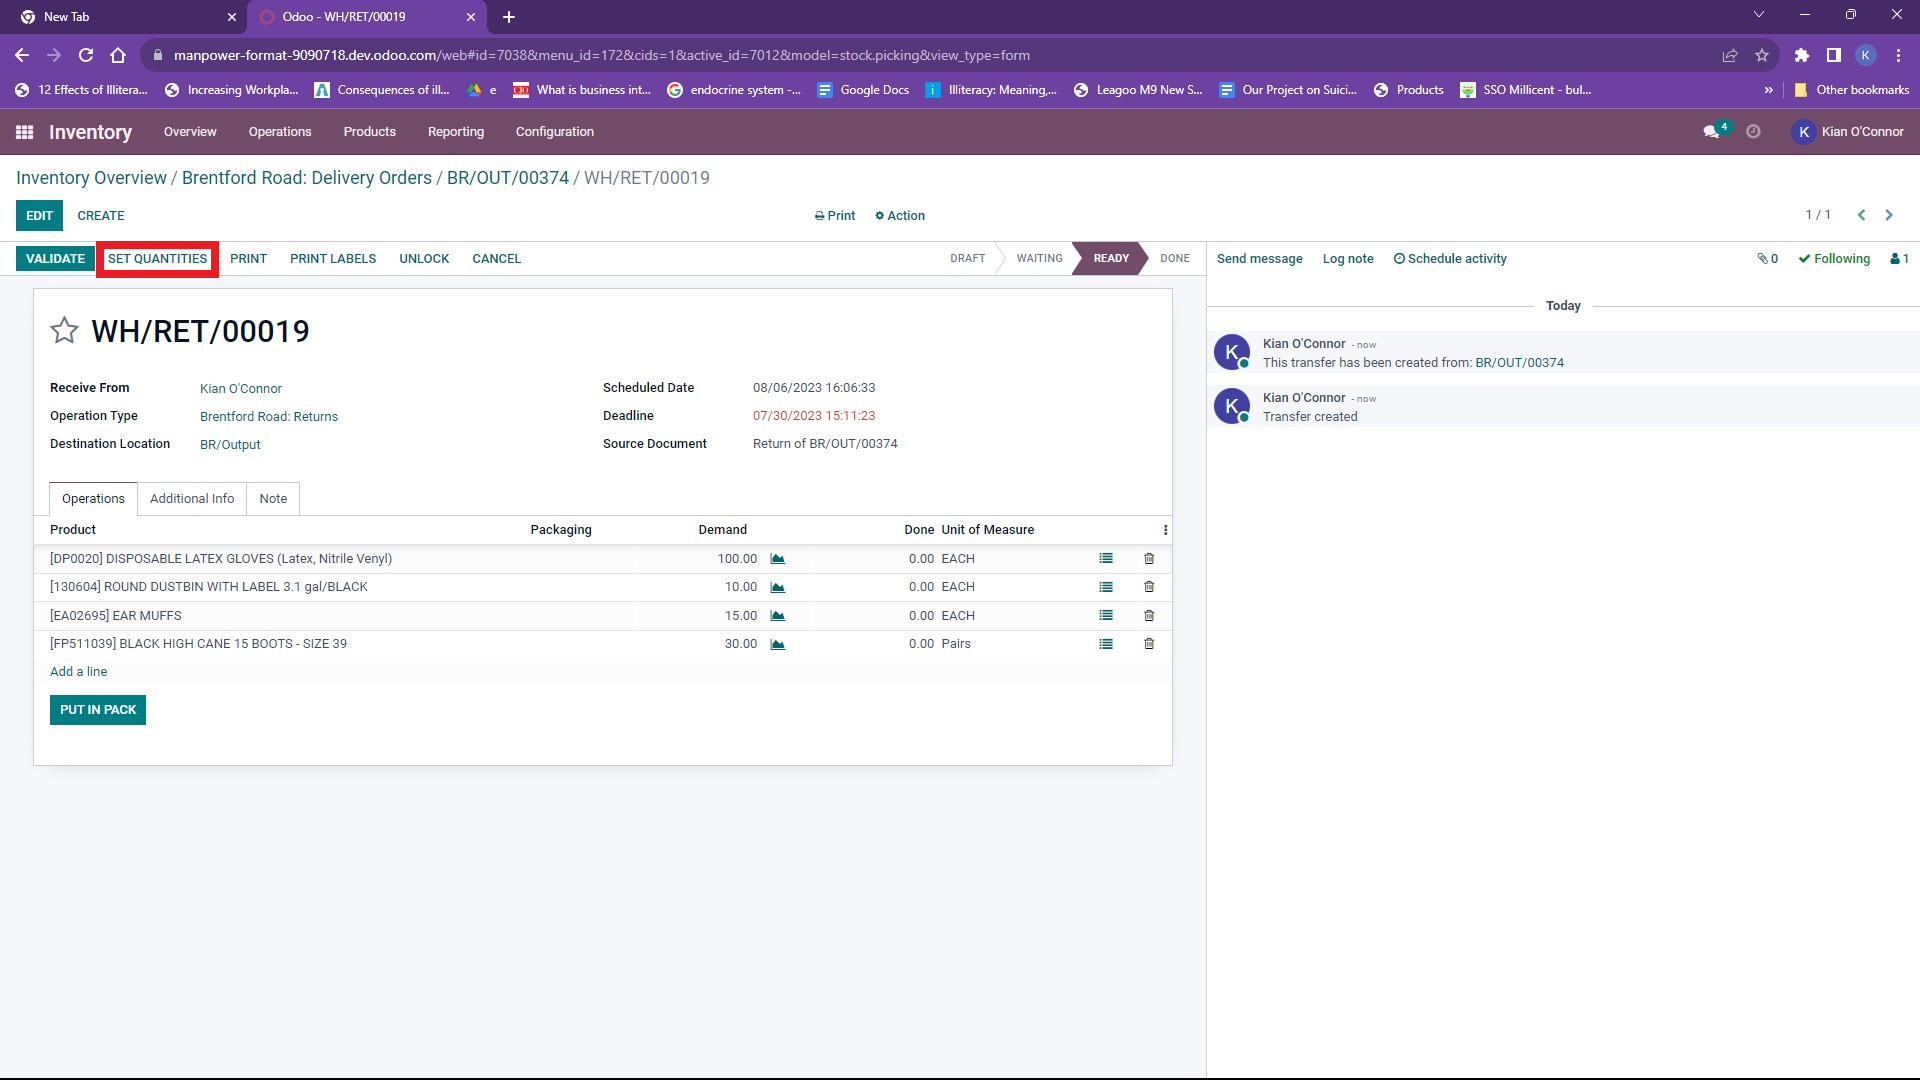 New Tab
Odoo - WH/RET/00019
manpower-format-9090718.dev.odoo.com/web#id=7038&menu_id=172&cids=1&active_id=7012&model=stock.picking&view_type=form
K
12 Effects of Illitera... Increasing Workpla... Consequences of ill... e What is business int... endocrine system -... Google Docs Illiteracy: Meaning,... Leagoo M9 New S... Our Project on Suici... Products SSO Millicent - bul... » Other bookmarks
Inventory Overview Operations Products Reporting Configuration 4 K Kian O'Connor
Inventory Overview / Brentford Road: Delivery Orders / BR/OUT/00374 / WH/RET/00019
EDIT CREATE Print Action 1 / 1
VALIDATE SET QUANTITIES PRINT PRINT LABELS UNLOCK CANCEL DRAFT WAITING READY DONE
Send message Log note Schedule activity 0 Following 1
Today
K Kian O'Connor - now
This transfer has been created from: BR/OUT/00374
K Kian O'Connor - now
Transfer created
WH/RET/00019
Receive From Kian O'Connor
Operation Type Brentford Road: Returns
Destination Location BR/Output
Scheduled Date 08/06/2023 16:06:33
Deadline 07/30/2023 15:11:23
Source Document Return of BR/OUT/00374
Operations Additional Info Note
Product Packaging Demand Done Unit of Measure
[DP0020] DISPOSABLE LATEX GLOVES (Latex, Nitrile Venyl) 100.00 0.00 EACH
[130604] ROUND DUSTBIN WITH LABEL 3.1 gal/BLACK 10.00 0.00 EACH
[EA02695] EAR MUFFS 15.00 0.00 EACH
[FP511039] BLACK HIGH CANE 15 BOOTS - SIZE 39 30.00 0.00 Pairs
Add a line
PUT IN PACK